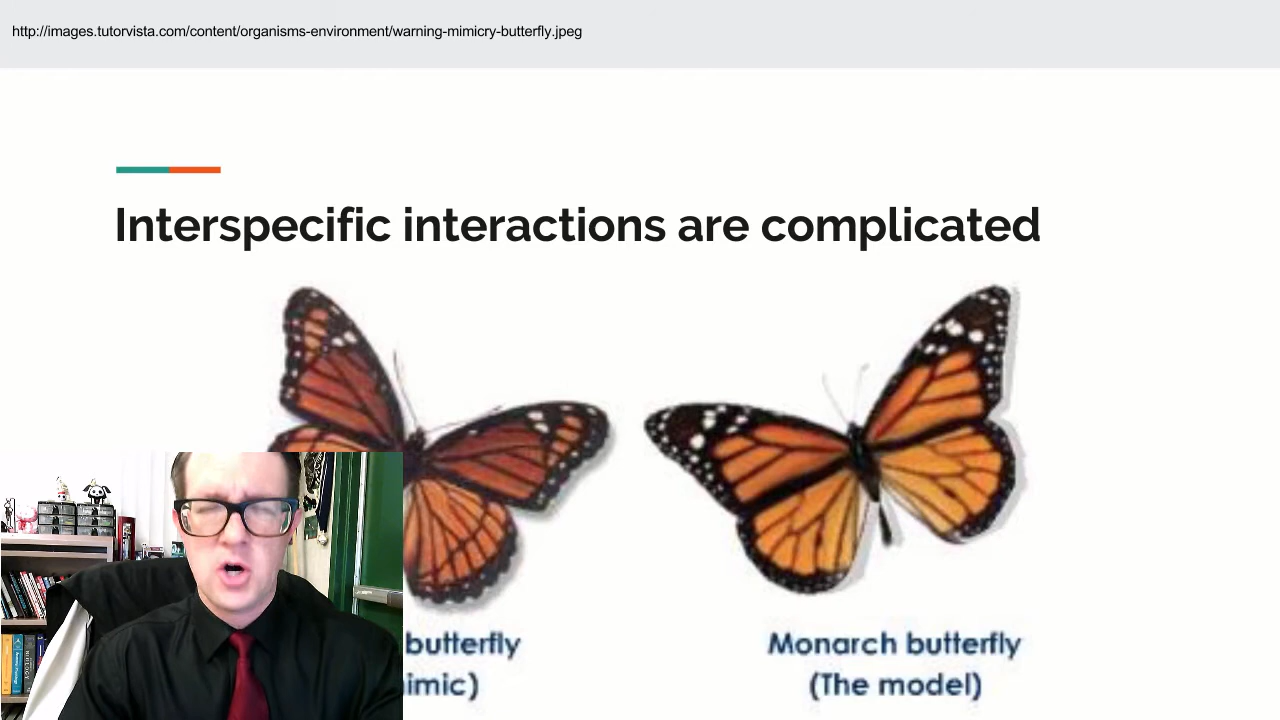 http://images.tutorvista.com/content/organisms-environment/warning-mimicry-butterfly.jpeg
Interspecific interactions are complicated
butterfly
Monarch butterfly
imic)
(The model)